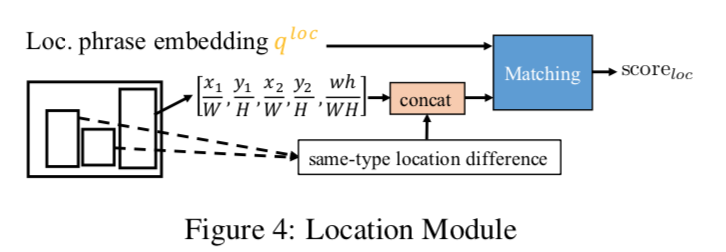 Loc. phrase embedding q^loc
[x₁/W, y₁/H, x₂/W, y₂/H, wh/WH]
concat
Matching
score_loc
same-type location difference
Figure 4: Location Module